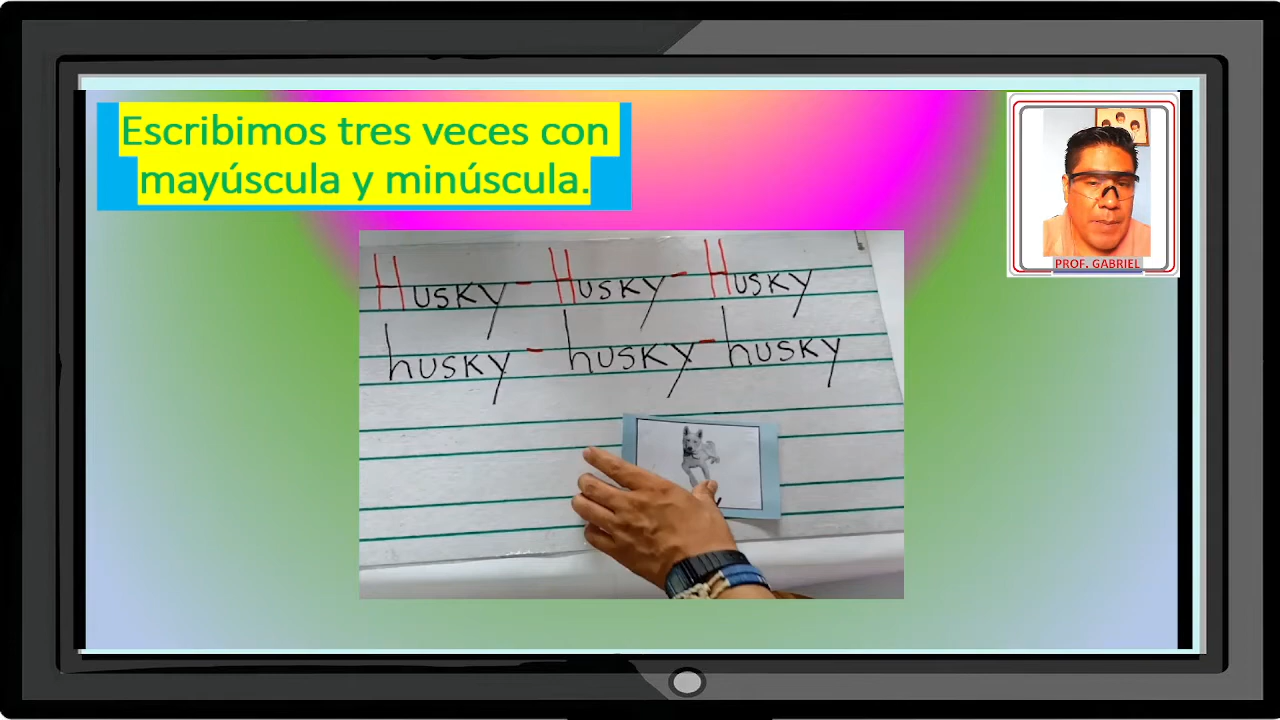 Escribimos tres veces con
mayúscula y minúscula.
PROF. GABRIEL
Husky - Husky - Husky
husky - husky - husky